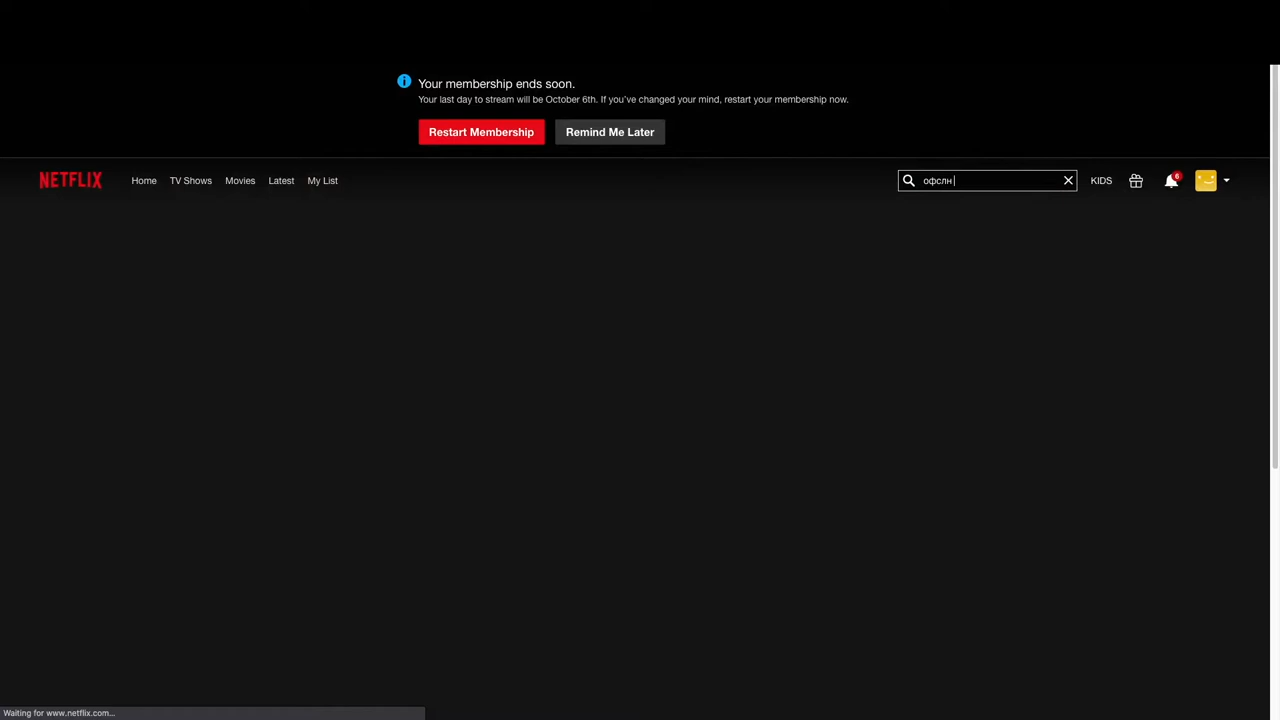 Your membership ends soon.
Your last day to stream will be October 6th. If you've changed your mind, restart your membership now.
Restart Membership Remind Me Later
NETFLIX Home TV Shows Movies Latest My List офслн KIDS 6
Waiting for www.netflix.com...